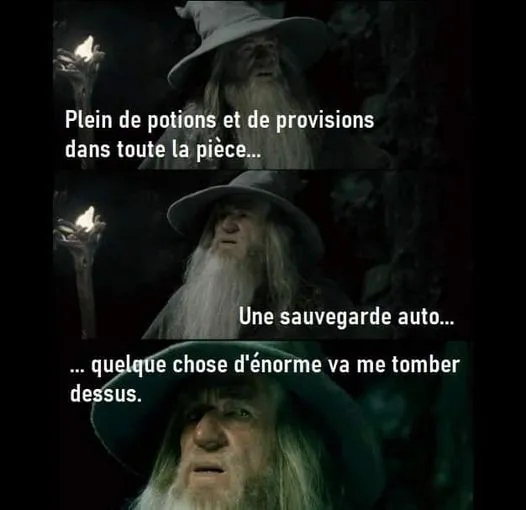 Plein de potions et de provisions
dans toute la pièce...
Une sauvegarde auto...
... quelque chose d'énorme va me tomber
dessus.